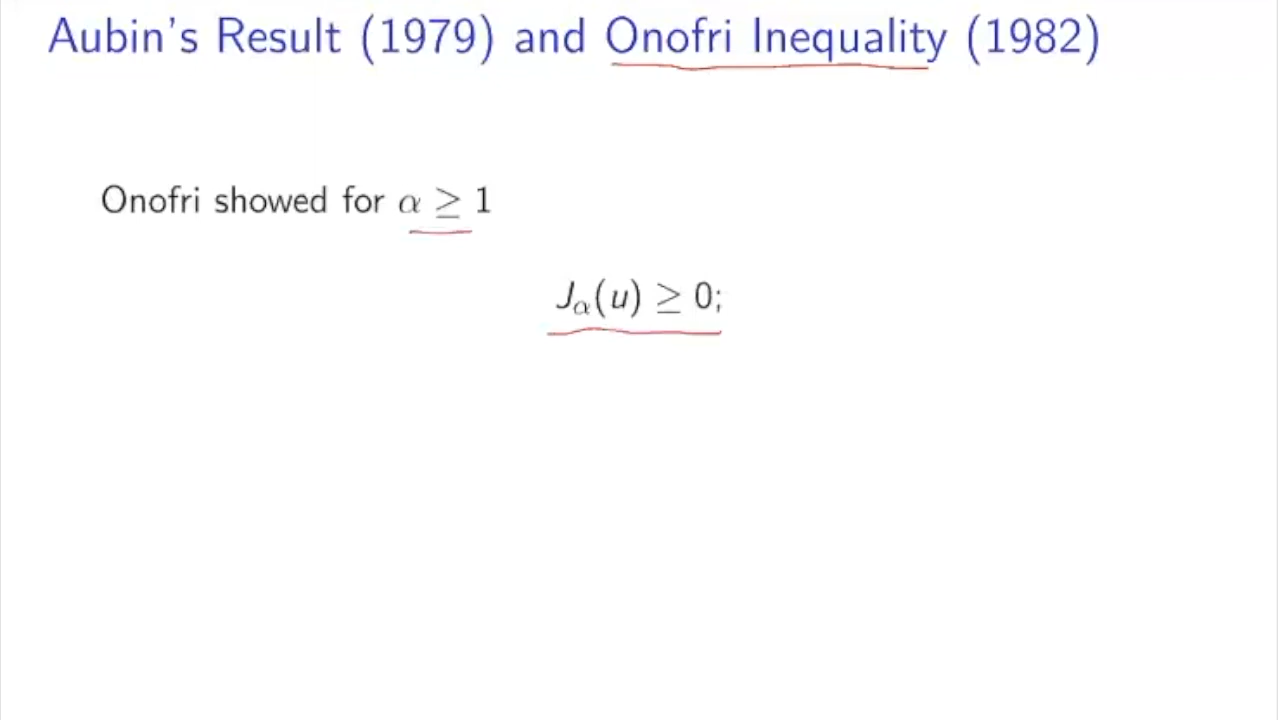 Aubin's Result (1979) and Onofri Inequality (1982)
Onofri showed for α ≥ 1
J_α(u) ≥ 0;